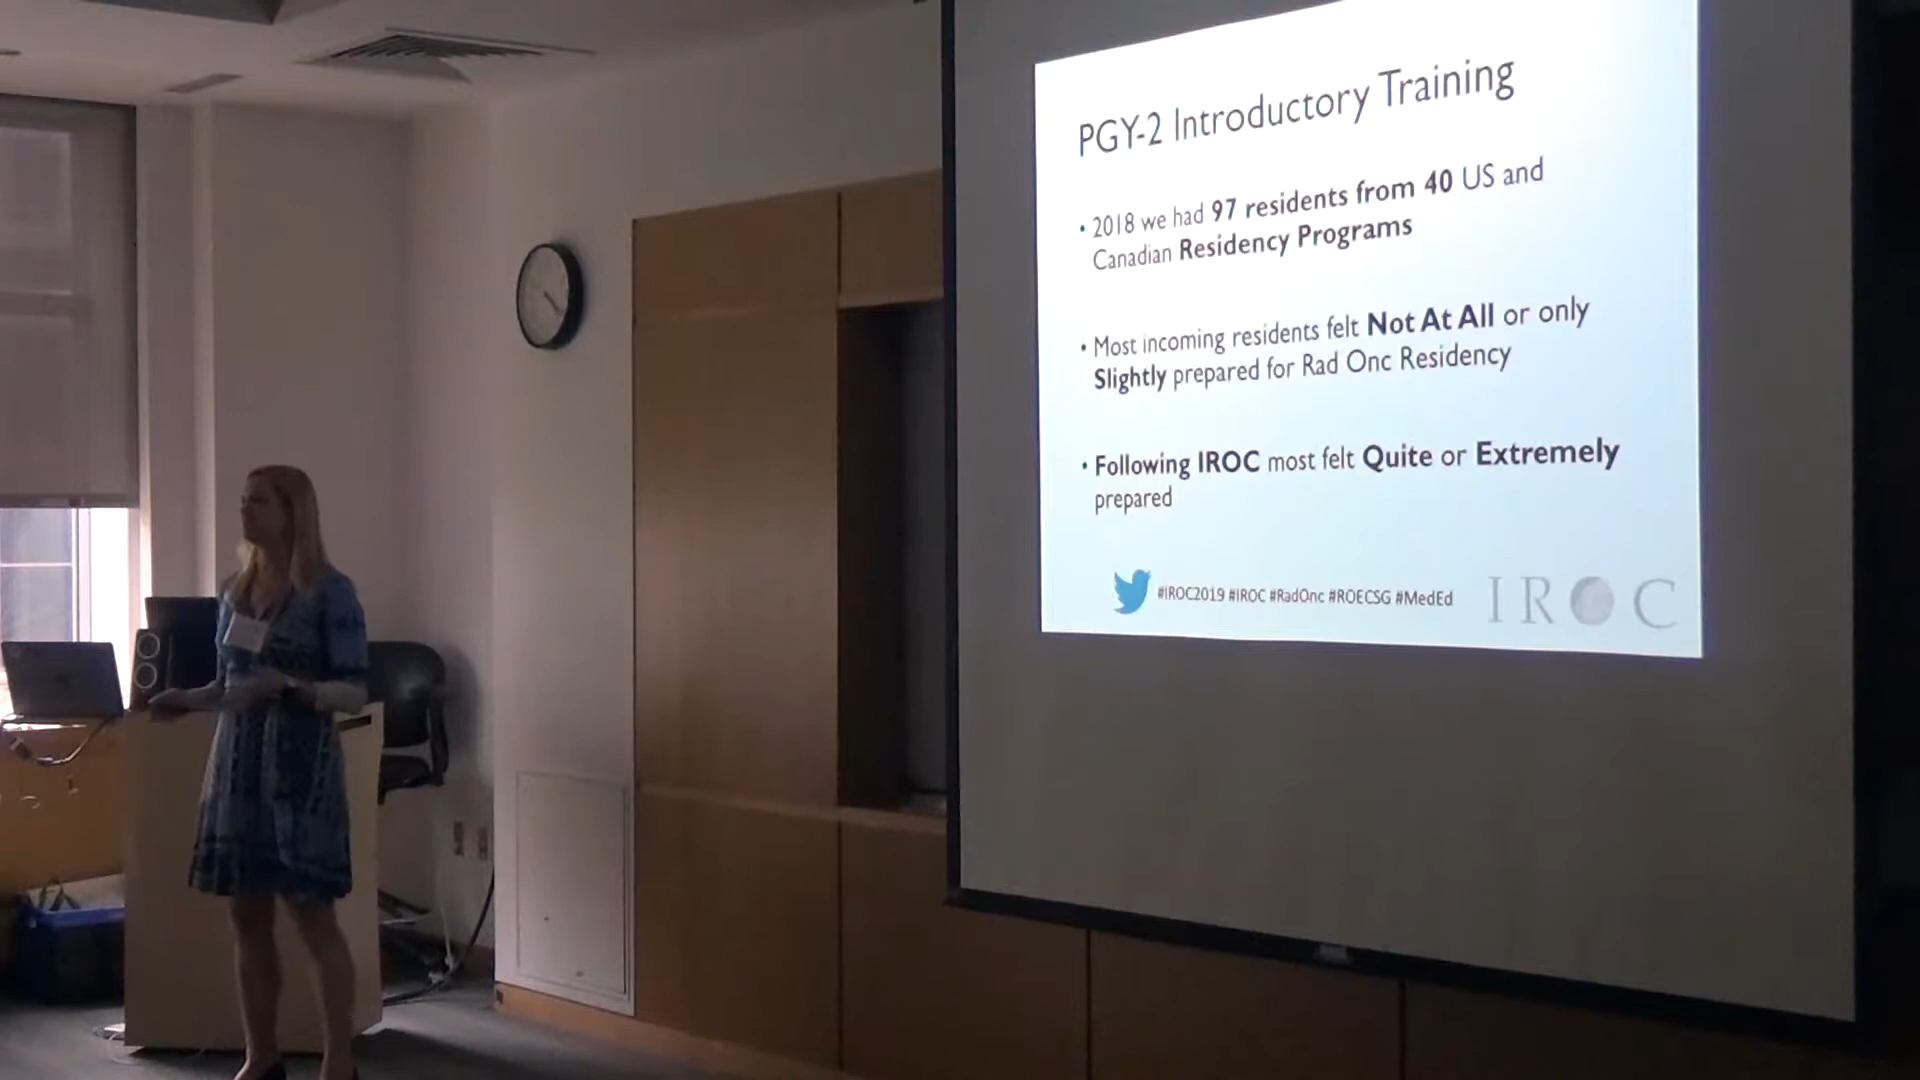 PGY-2 Introductory Training
• 2018 we had 97 residents from 40 US and
Canadian Residency Programs
• Most incoming residents felt Not At All or only
Slightly prepared for Rad Onc Residency
• Following IROC most felt Quite or Extremely
prepared
#IROC2019 #IROC #RadOnc #ROECSG #MedEd
IROC